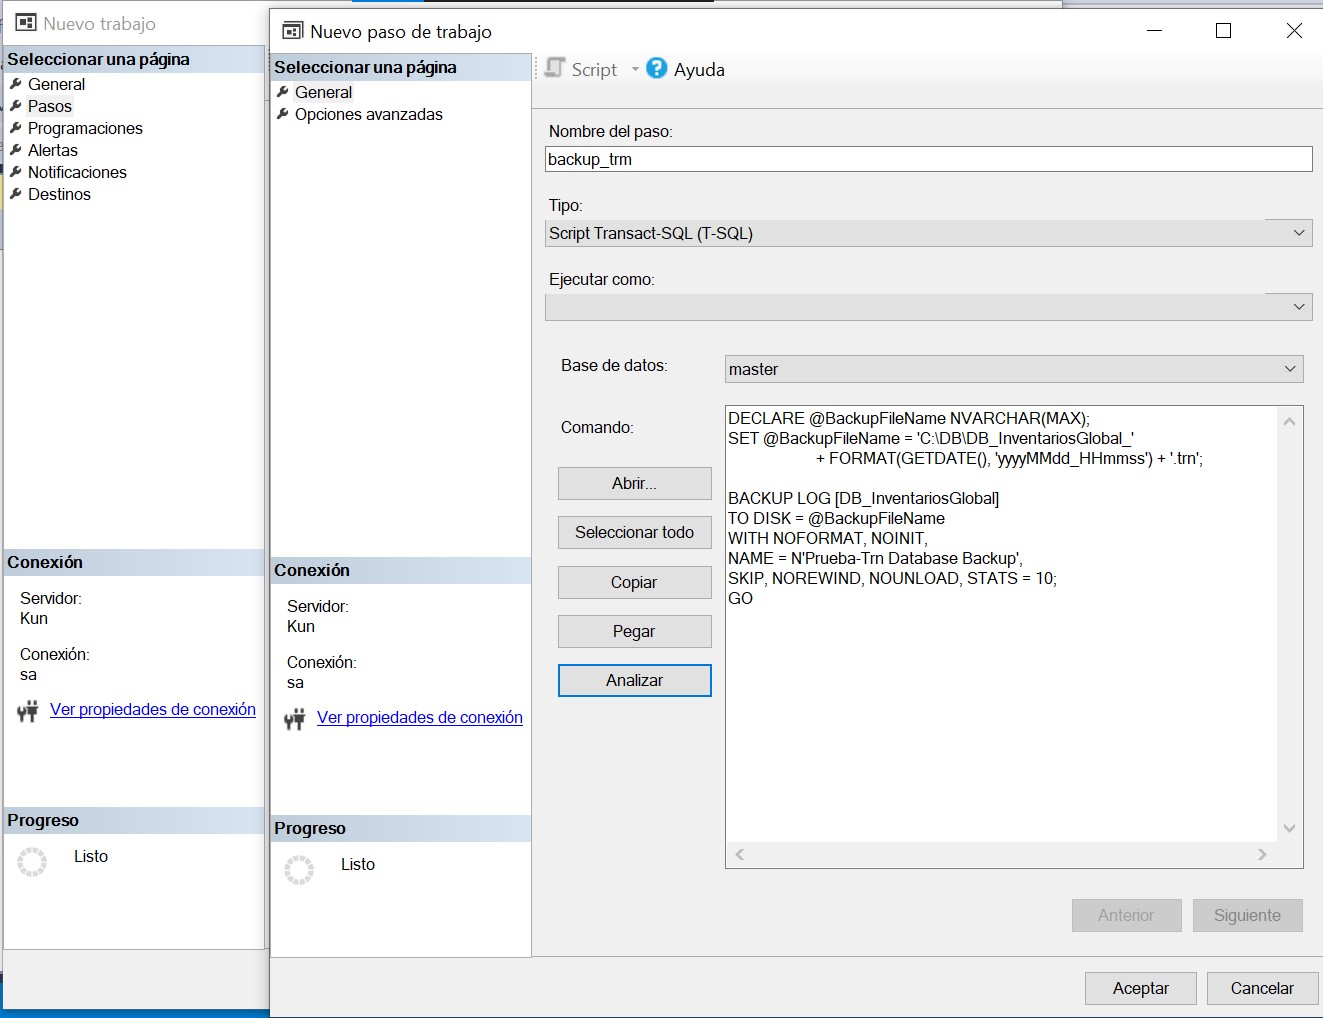 Nuevo trabajo
Seleccionar una página
General
Pasos
Programaciones
Alertas
Notificaciones
Destinos
Conexión
Servidor:
Kun
Conexión:
sa
Ver propiedades de conexión
Progreso
Listo
Nuevo paso de trabajo
Seleccionar una página
General
Opciones avanzadas
Conexión
Servidor:
Kun
Conexión:
sa
Ver propiedades de conexión
Progreso
Listo
Script
Ayuda
Nombre del paso:
backup_trm
Tipo:
Script Transact-SQL (T-SQL)
Ejecutar como:
Base de datos:
master
Comando:
Abrir...
Seleccionar todo
Copiar
Pegar
Analizar
DECLARE @BackupFileName NVARCHAR(MAX);
SET @BackupFileName = 'C:\DB\DB_InventariosGlobal_'
+ FORMAT(GETDATE(), 'yyyyMMdd_HHmmss') + '.trn';
BACKUP LOG [DB_InventariosGlobal]
TO DISK = @BackupFileName
WITH NOFORMAT, NOINIT,
NAME = N'Prueba-Trn Database Backup',
SKIP, NOREWIND, NOUNLOAD, STATS = 10;
GO
Anterior
Siguiente
Aceptar
Cancelar